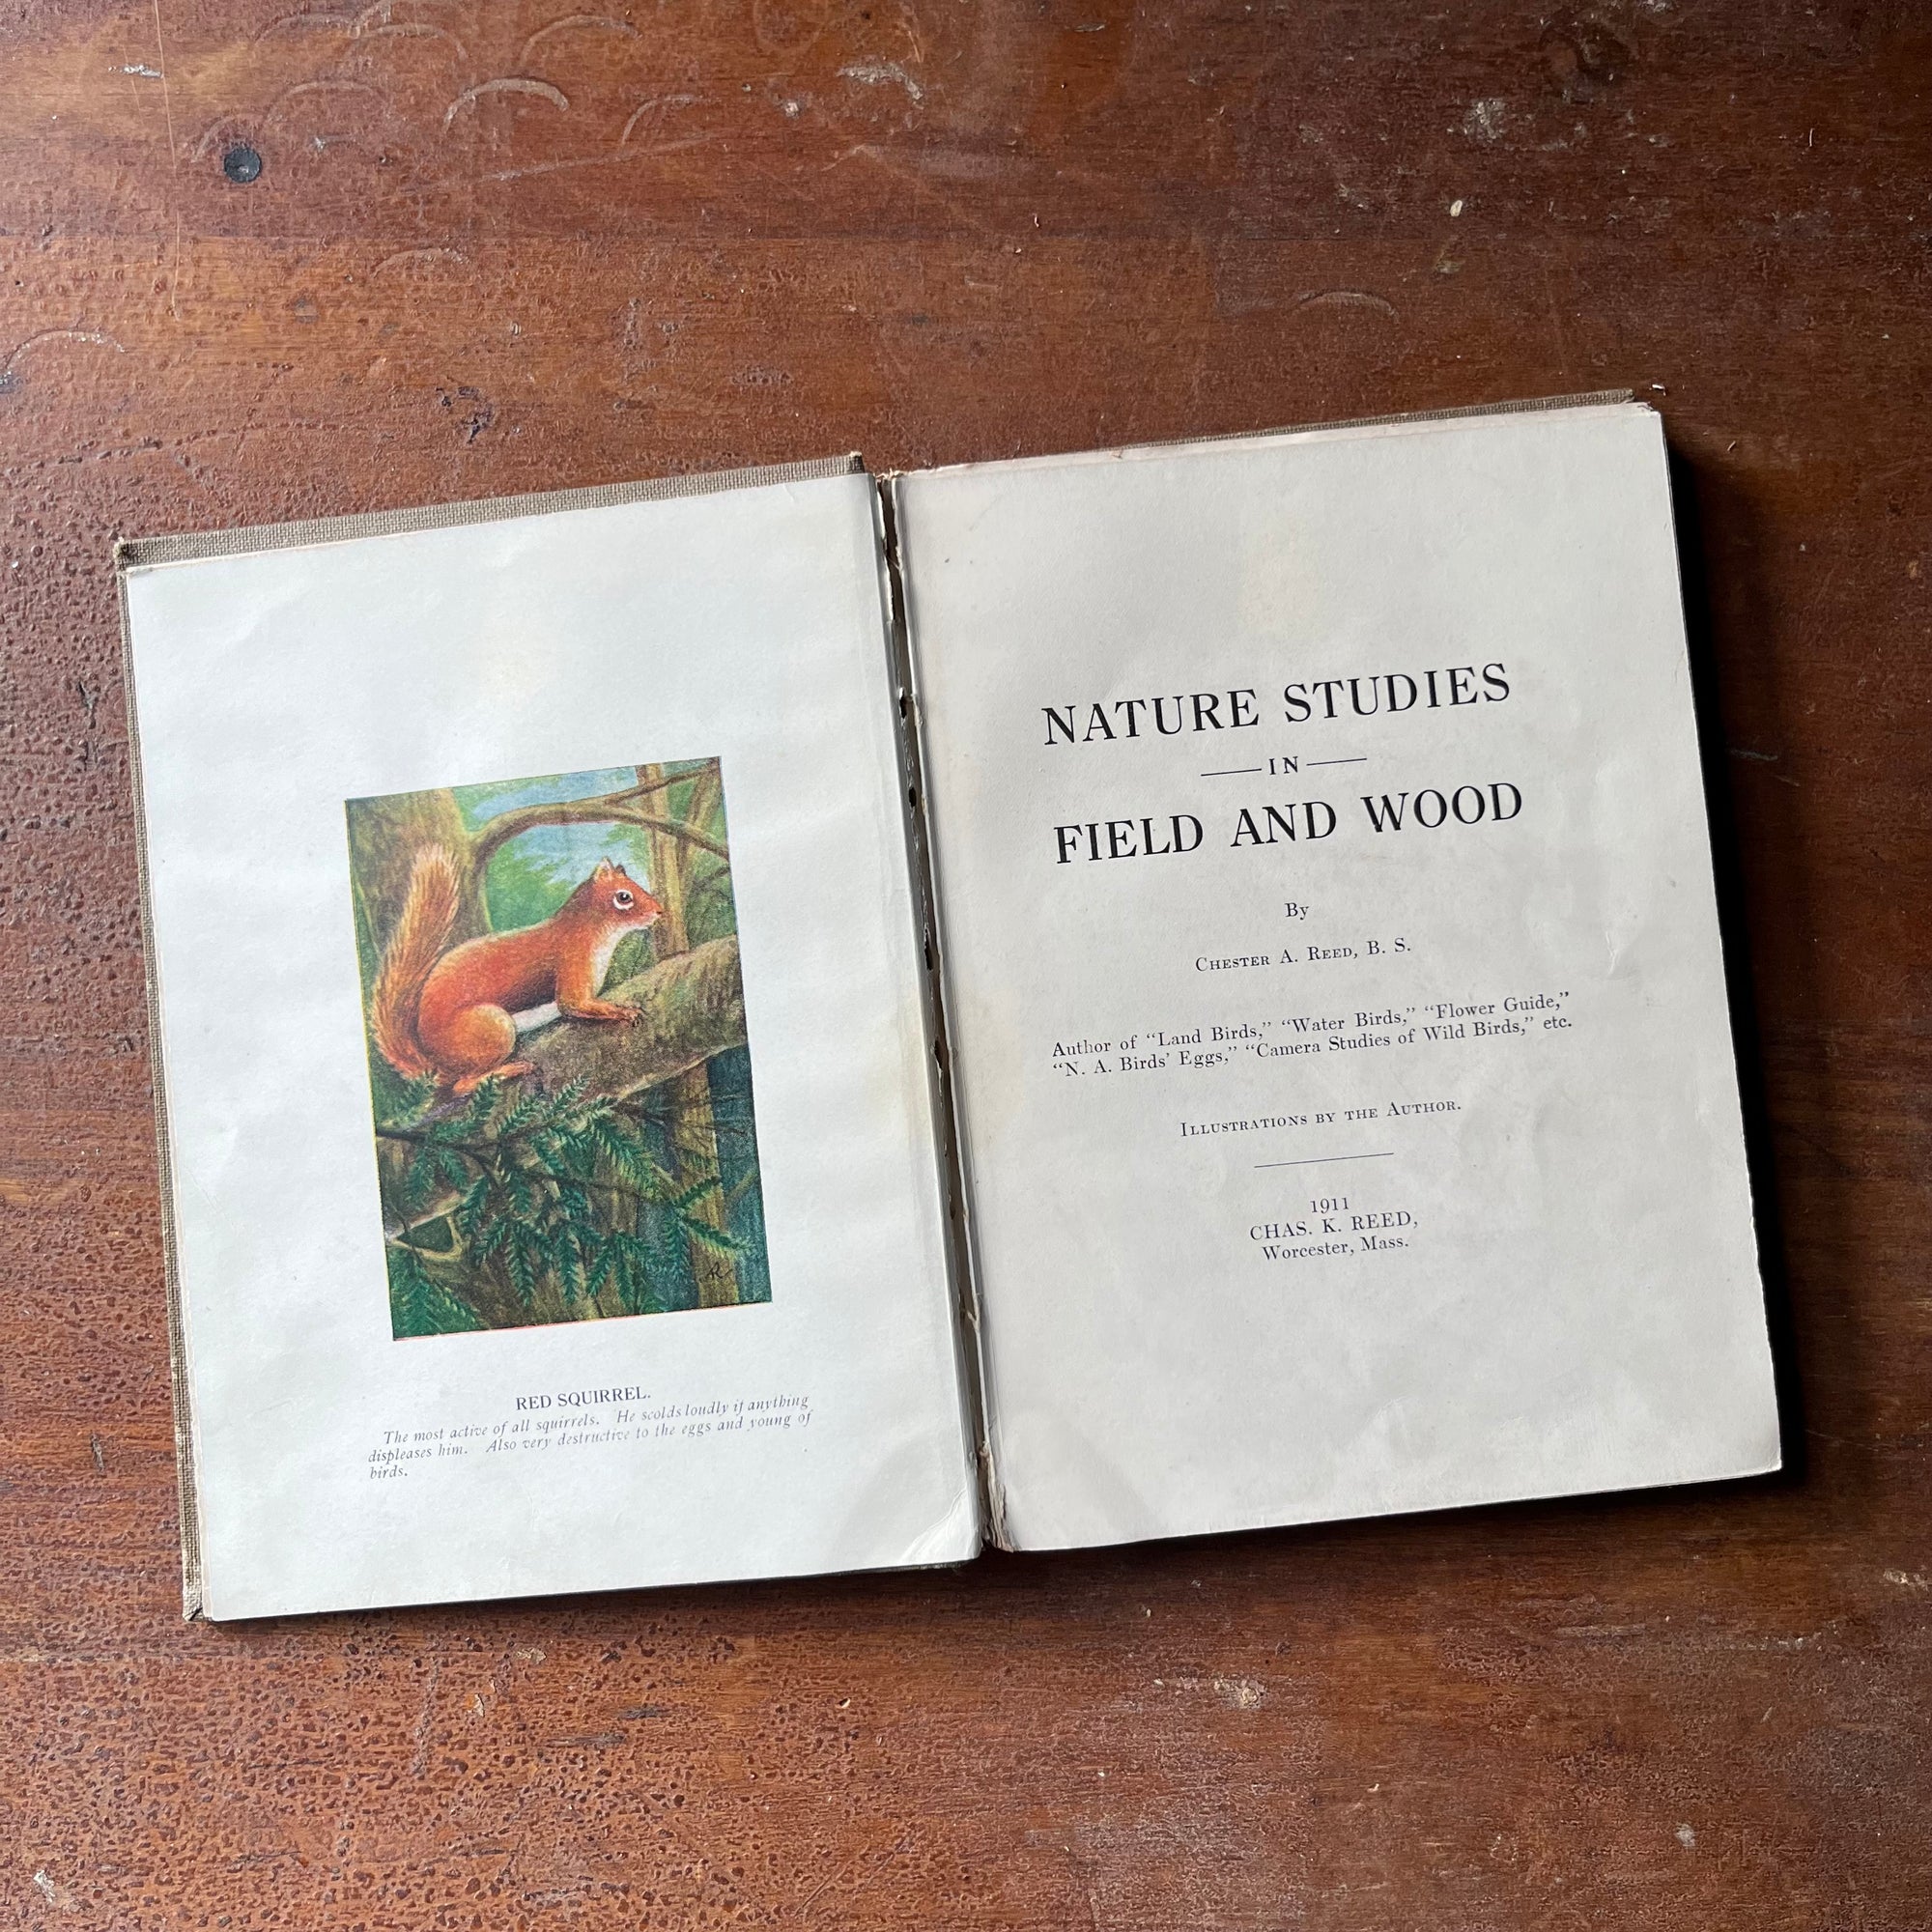 RED SQUIRREL.
The most active of all squirrels. He scolds loudly if anything
displeases him. Also very destructive to the eggs and young of
birds.
NATURE STUDIES
IN
FIELD AND WOOD
By
CHESTER A. REED, B. S.
Author of “Land Birds,” “Water Birds,” “Flower Guide,”
“N. A. Birds’ Eggs,” “Camera Studies of Wild Birds,” etc.
ILLUSTRATIONS BY THE AUTHOR.
1911
CHAS. K. REED,
Worcester, Mass.